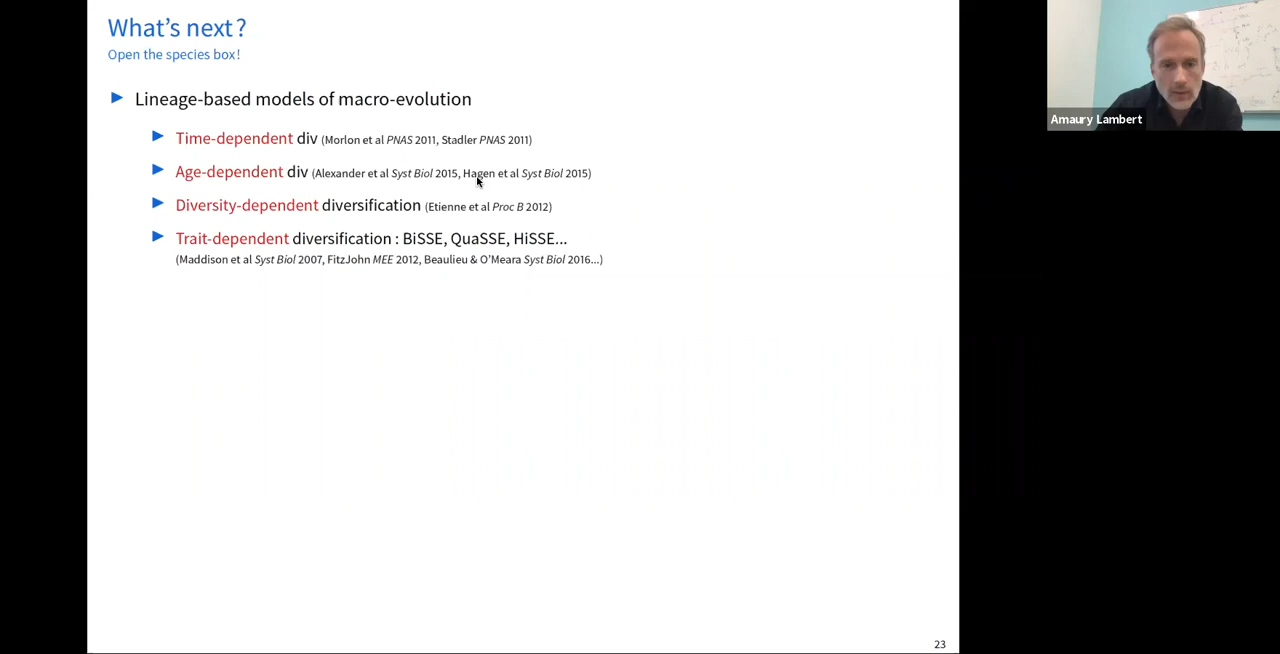 What's next ?
Open the species box !
Lineage-based models of macro-evolution
Time-dependent div (Morlon et al PNAS 2011, Stadler PNAS 2011)
Age-dependent div (Alexander et al Syst Biol 2015, Hagen et al Syst Biol 2015)
Diversity-dependent diversification (Etienne et al Proc B 2012)
Trait-dependent diversification : BiSSE, QuaSSE, HiSSE...
(Maddison et al Syst Biol 2007, FitzJohn MEE 2012, Beaulieu & O'Meara Syst Biol 2016...)
23
Amaury Lambert